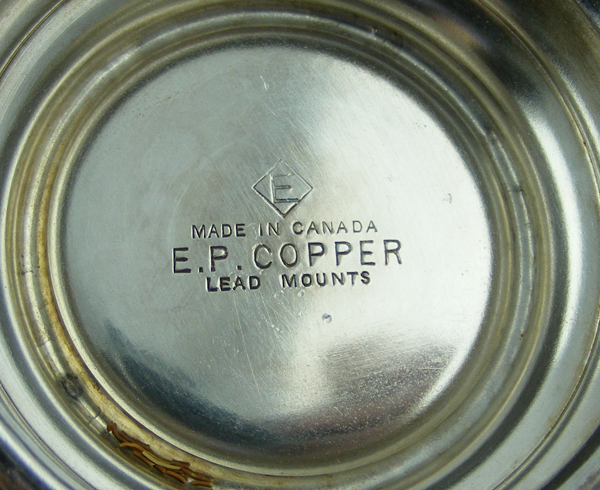 E
MADE IN CANADA
E.P. COPPER
LEAD MOUNTS